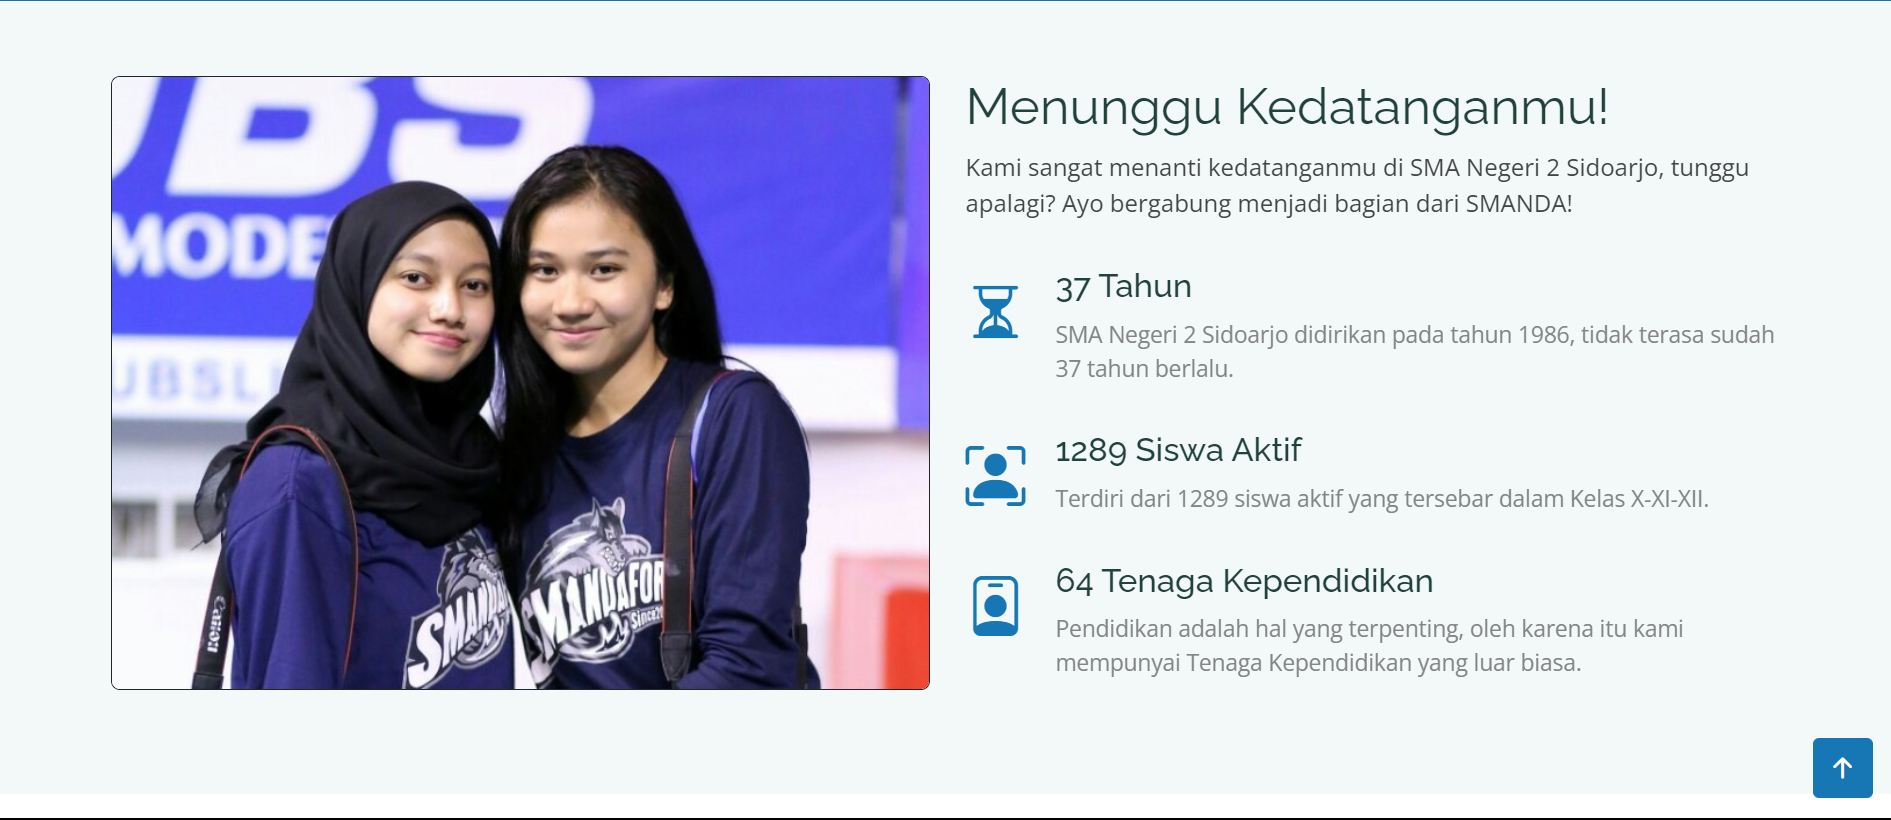 UBS
MODE
UBSL
Canon
SMANDA
SMANDAFOR
Since
Menunggu Kedatanganmu!
Kami sangat menanti kedatanganmu di SMA Negeri 2 Sidoarjo, tunggu
apalagi? Ayo bergabung menjadi bagian dari SMANDA!
37 Tahun
SMA Negeri 2 Sidoarjo didirikan pada tahun 1986, tidak terasa sudah
37 tahun berlalu.
1289 Siswa Aktif
Terdiri dari 1289 siswa aktif yang tersebar dalam Kelas X-XI-XII.
64 Tenaga Kependidikan
Pendidikan adalah hal yang terpenting, oleh karena itu kami
mempunyai Tenaga Kependidikan yang luar biasa.